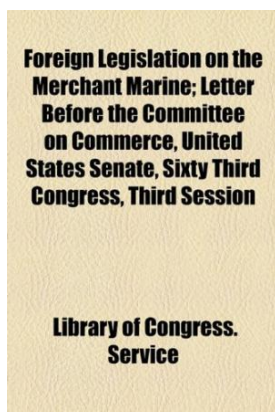 Foreign Legislation on the
Merchant Marine; Letter
Before the Committee
on Commerce, United
States Senate, Sixty Third
Congress, Third Session
Library of Congress.
Service